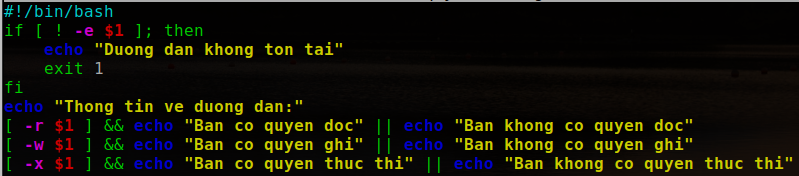 #!/bin/bash
if [ ! -e $1 ]; then
    echo "Duong dan khong ton tai"
    exit 1
fi
echo "Thong tin ve duong dan:"
[ -r $1 ] && echo "Ban co quyen doc" || echo "Ban khong co quyen doc"
[ -w $1 ] && echo "Ban co quyen ghi" || echo "Ban khong co quyen ghi"
[ -x $1 ] && echo "Ban co quyen thuc thi" || echo "Ban khong co quyen thuc thi"